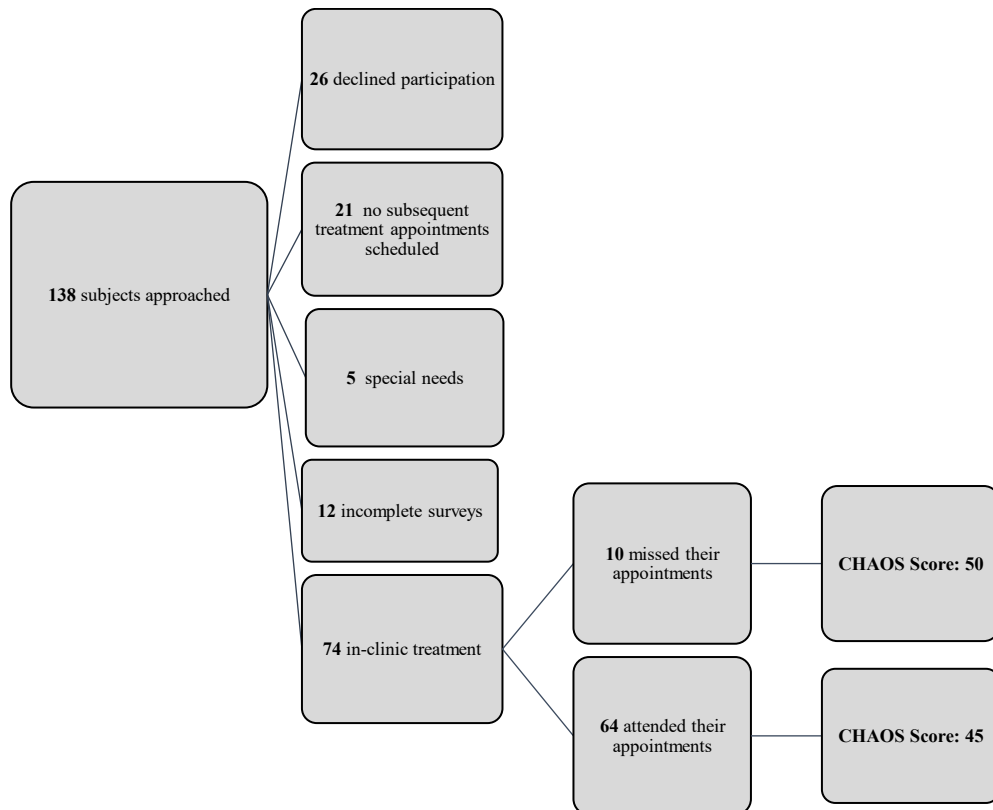 26 declined participation
21 no subsequent
treatment appointments
scheduled
138 subjects approached
5 special needs
12 incomplete surveys
10 missed their
appointments
CHAOS Score: 50
74 in-clinic treatment
64 attended their
appointments
CHAOS Score: 45